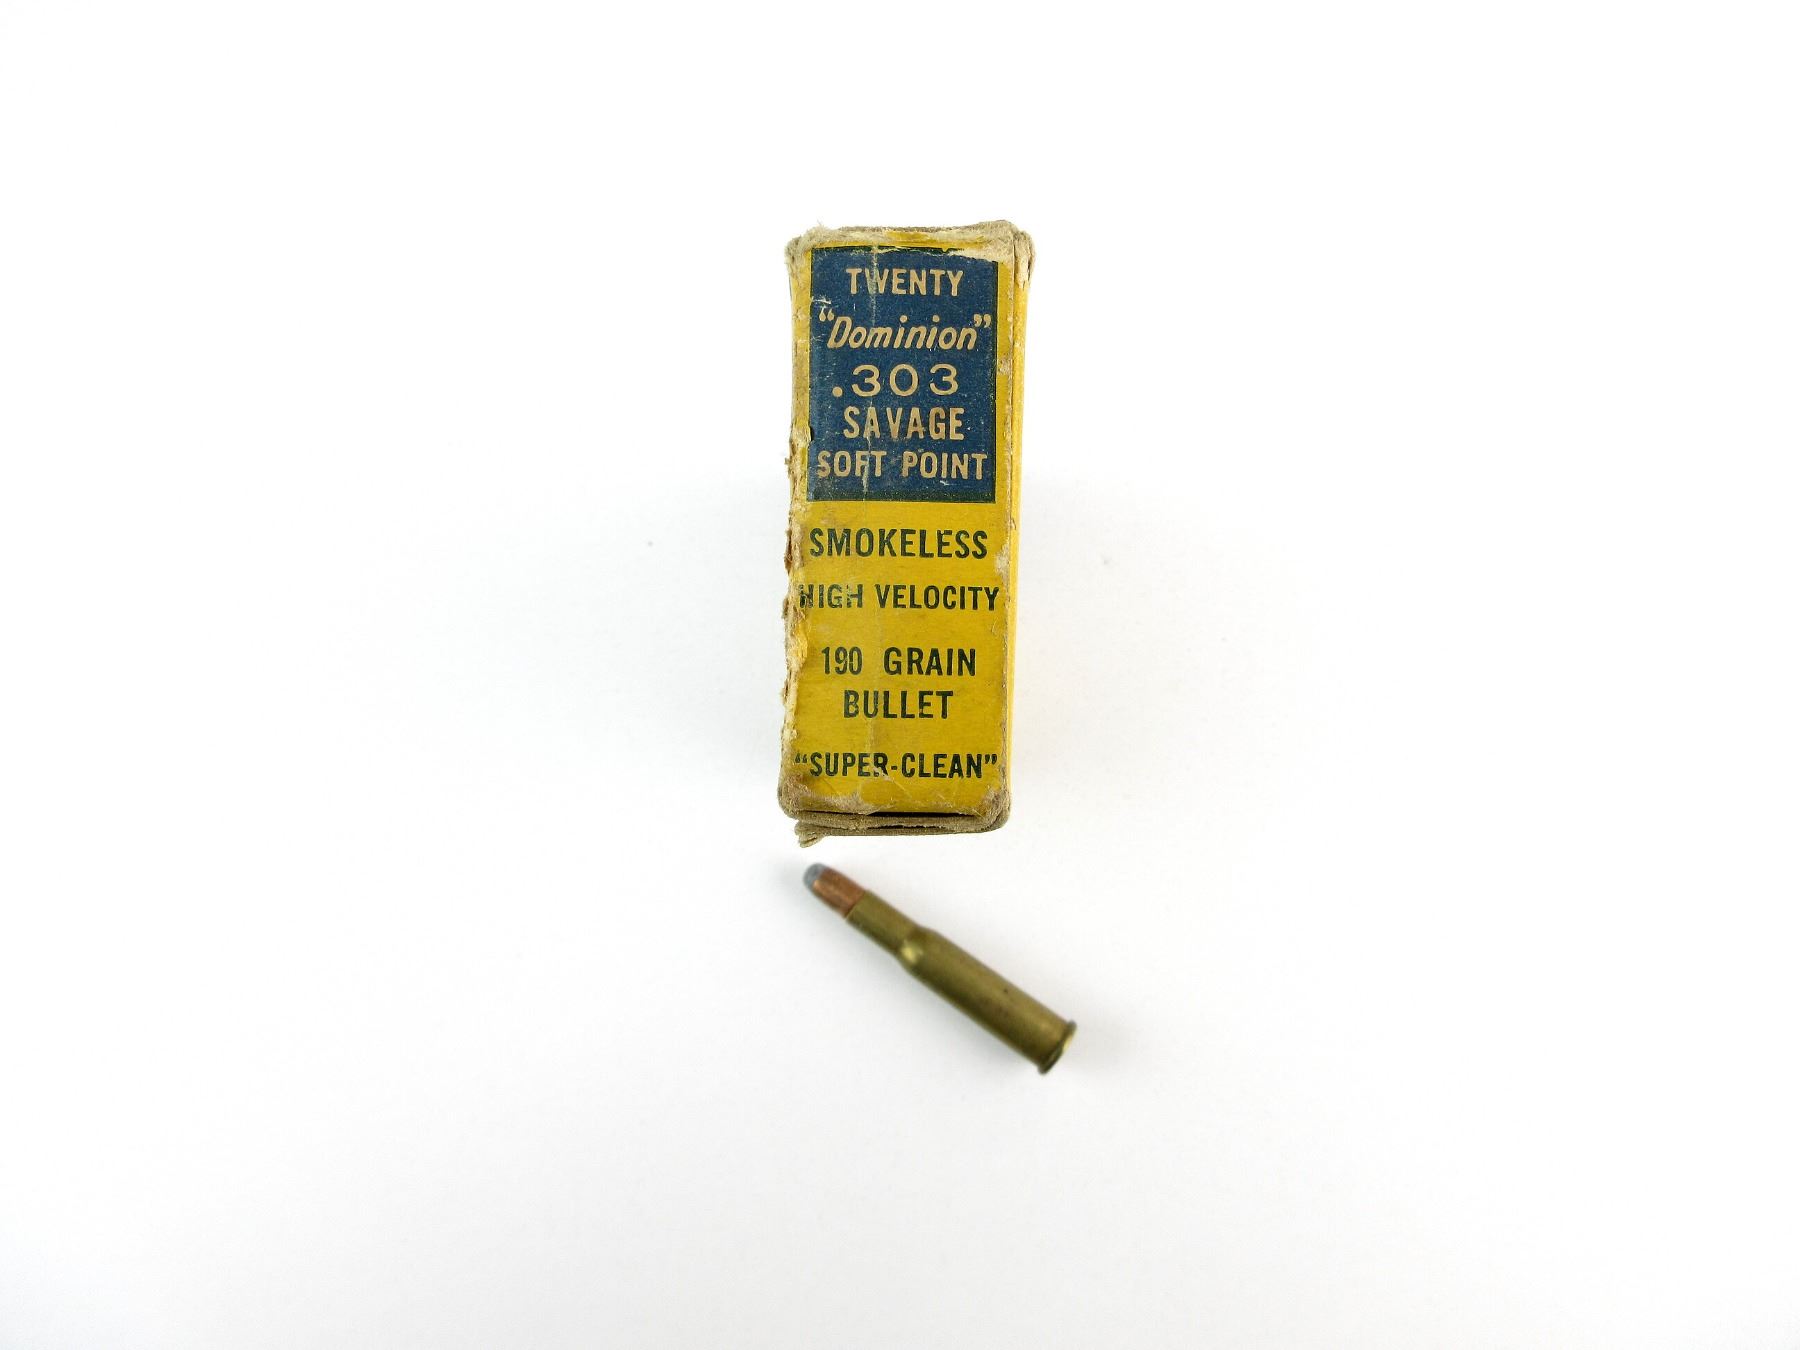 TWENTY
"Dominion"
.303
SAVAGE
SOFT POINT
SMOKELESS
HIGH VELOCITY
190 GRAIN
BULLET
"SUPER-CLEAN"